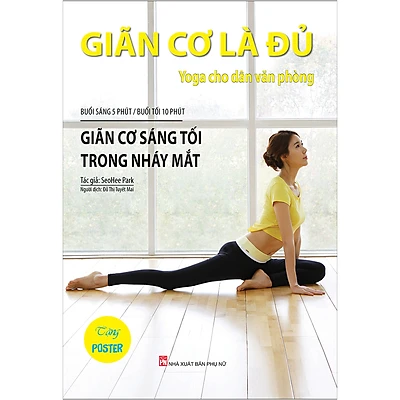 GIÃN CƠ LÀ ĐỦ
Yoga cho dân văn phòng
BUỔI SÁNG 5 PHÚT / BUỔI TỐI 10 PHÚT
GIÃN CƠ SÁNG TỐI
TRONG NHÁY MẮT
Tác giả: SeoHee Park
Người dịch: Đỗ Thị Tuyết Mai
Tặng
POSTER
PN NHÀ XUẤT BẢN PHỤ NỮ